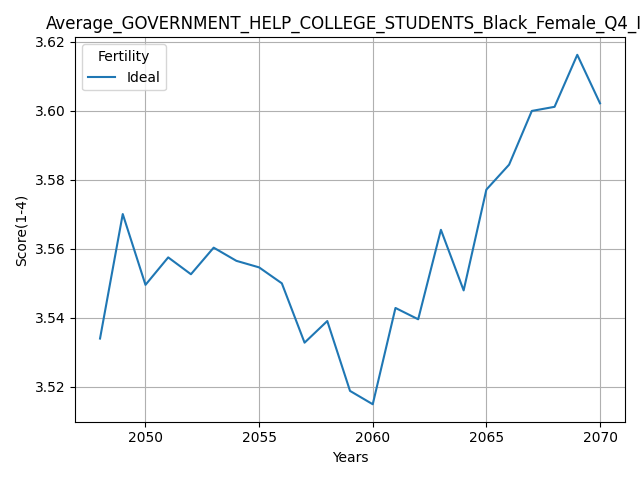 Average_GOVERNMENT_HELP_COLLEGE_STUDENTS_Black_Female_Q4_I
Fertility
Ideal
Score(1-4)
3.62
3.60
3.58
3.56
3.54
3.52
2050 2055 2060 2065 2070
Years